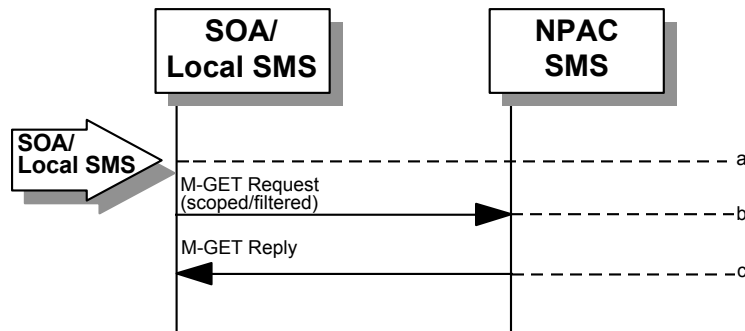 SOA/
Local SMS
NPAC
SMS
SOA/
Local SMS
a
M-GET Request
(scoped/filtered)
b
M-GET Reply
c